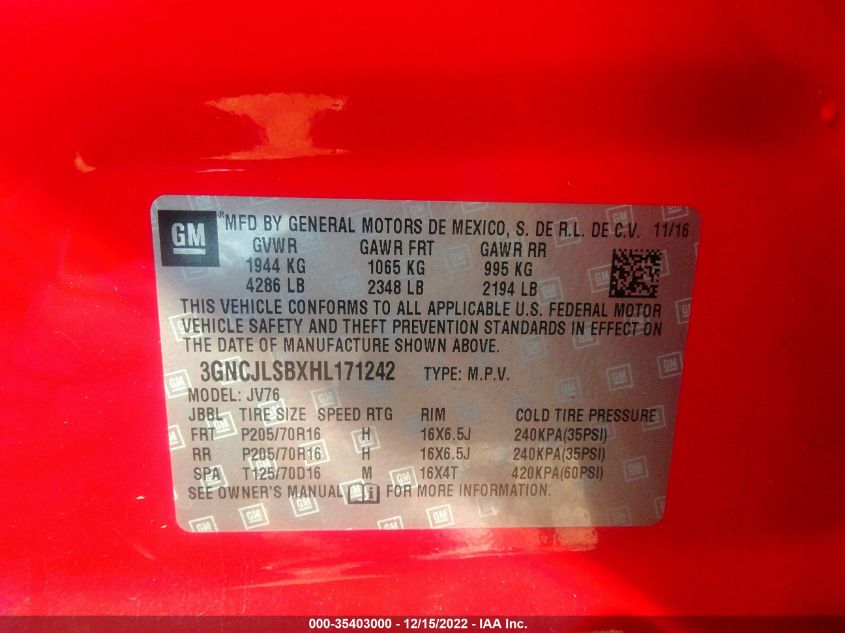 GM ®MFD BY GENERAL MOTORS DE MEXICO, S. DE R.L. DE C.V. 11/16
GVWR GAWR FRT GAWR RR
1944 KG 1065 KG 995 KG
4286 LB 2348 LB 2194 LB
THIS VEHICLE CONFORMS TO ALL APPLICABLE U.S. FEDERAL MOTOR
VEHICLE SAFETY AND THEFT PREVENTION STANDARDS IN EFFECT ON
THE DATE OF MANUFACTURE SHOWN ABOVE.
3GNCJLSBXHL171242 TYPE: M.P.V.
MODEL: JV76
JBBL TIRE SIZE SPEED RTG RIM COLD TIRE PRESSURE
FRT P205/70R16 H 16X6.5J 240KPA(35PSI)
RR P205/70R16 H 16X6.5J 240KPA(35PSI)
SPA T125/70D16 M 16X4T 420KPA(60PSI)
SEE OWNER'S MANUAL FOR MORE INFORMATION.
000-35403000 - 12/15/2022 - IAA Inc.